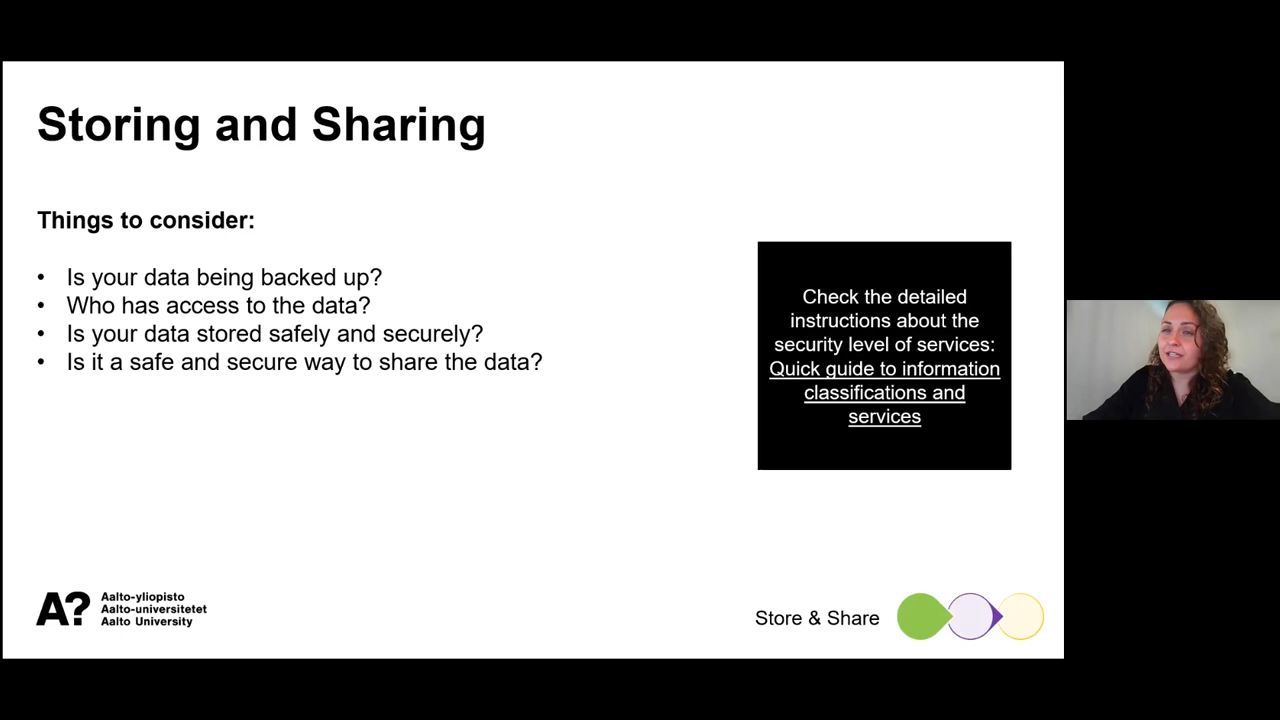 Storing and Sharing
Things to consider:
• Is your data being backed up?
• Who has access to the data?
• Is your data stored safely and securely?
• Is it a safe and secure way to share the data?
Check the detailed
instructions about the
security level of services:
Quick guide to information
classifications and
services
A?
Aalto-yliopisto
Aalto-universitetet
Aalto University
Store & Share